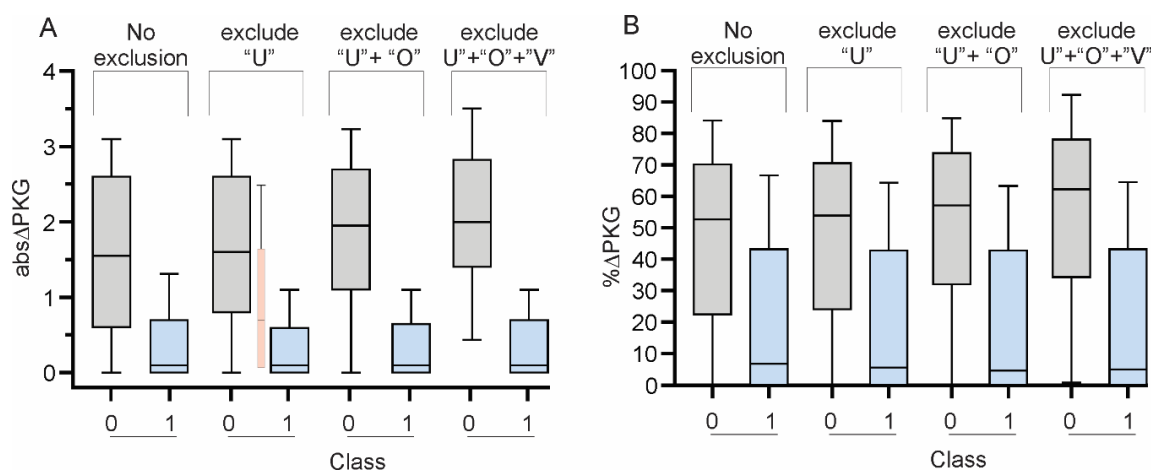 A
No
exclusion
exclude
“U”
exclude
“U”+ “O”
exclude
U”+“O”+”V”
absΔPKG
4
3
2
1
0
0 1 0 1 0 1 0 1
Class
B
No
exclusion
exclude
“U”
exclude
“U”+ “O”
exclude
U”+“O”+”V”
%ΔPKG
100
90
80
70
60
50
40
30
20
10
0
0 1 0 1 0 1 0 1
Class